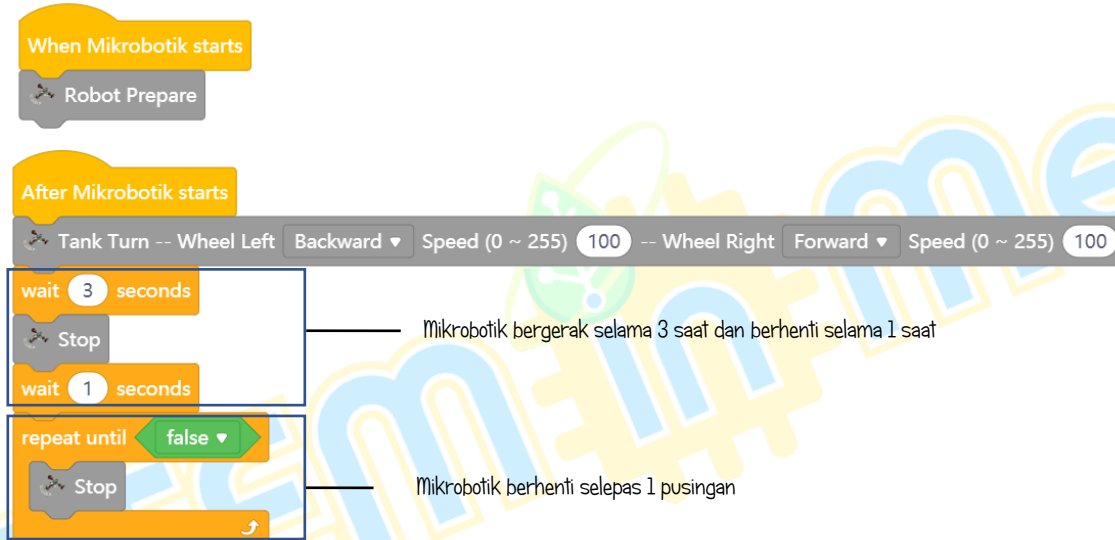 When Mikrobotik starts
Robot Prepare
After Mikrobotik starts
Tank Turn -- Wheel Left Backward ▾ Speed (0 ~ 255) 100 -- Wheel Right Forward ▾ Speed (0 ~ 255) 100
wait 3 seconds
Stop
wait 1 seconds
Mikrobotik bergerak selama 3 saat dan berhenti selama 1 saat
repeat until false ▾
Stop
Mikrobotik berhenti selepas 1 pusingan